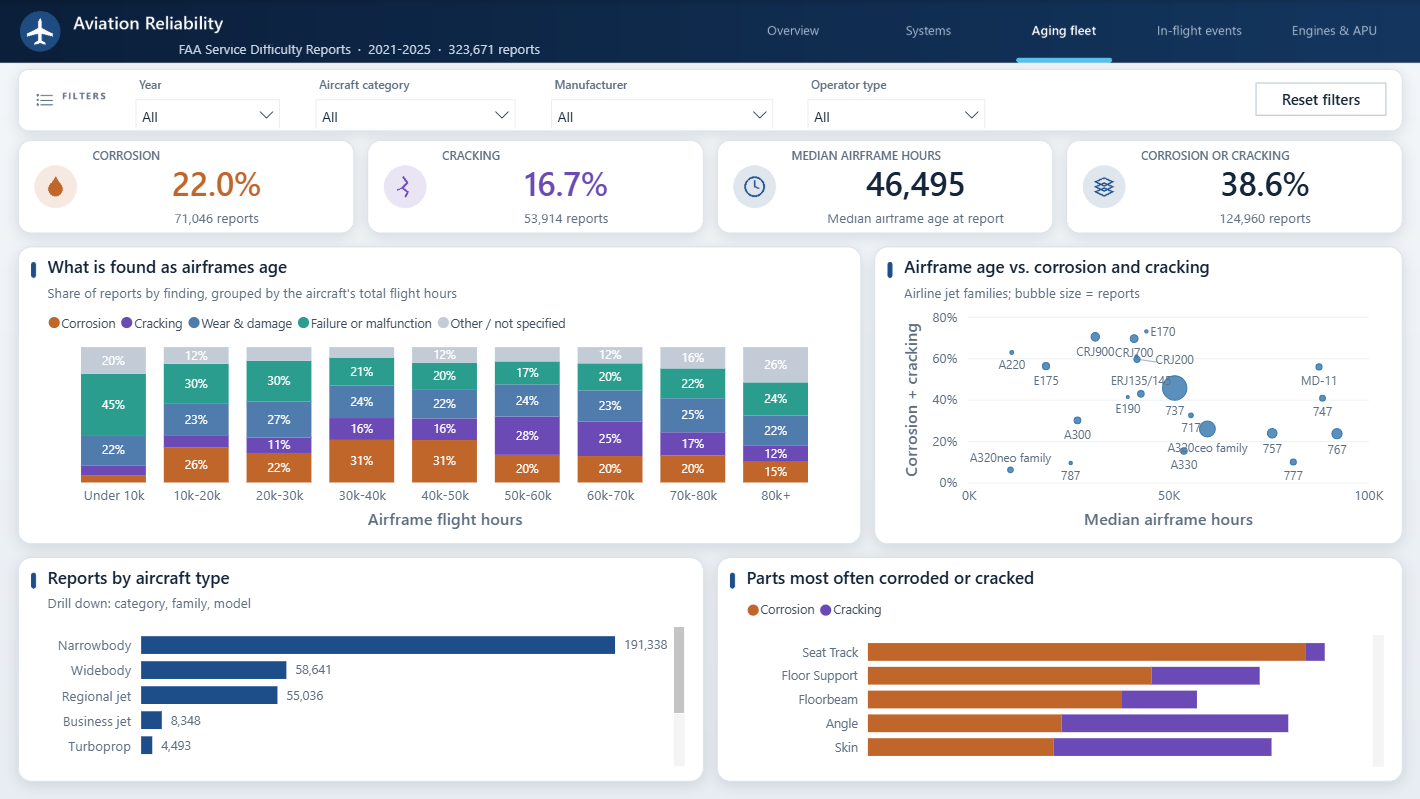 Aviation Reliability
FAA Service Difficulty Reports · 2021-2025 · 323,671 reports
Overview
Systems
Aging fleet
In-flight events
Engines & APU
FILTERS
Year
All
Aircraft category
All
Manufacturer
All
Operator type
All
Reset filters
CORROSION
22.0%
71,046 reports
CRACKING
16.7%
53,914 reports
MEDIAN AIRFRAME HOURS
46,495
Median airframe age at report
CORROSION OR CRACKING
38.6%
124,960 reports
What is found as airframes age
Share of reports by finding, grouped by the aircraft's total flight hours
Corrosion Cracking Wear & damage Failure or malfunction Other / not specified
20% 12% 12% 12% 16% 26%
45% 30% 30% 21% 20% 17% 20% 22% 24%
22% 23% 27% 24% 22% 24% 23% 25% 22%
11% 16% 16% 28% 25% 17% 12%
26% 22% 31% 31% 20% 20% 20% 15%
Under 10k 10k-20k 20k-30k 30k-40k 40k-50k 50k-60k 60k-70k 70k-80k 80k+
Airframe flight hours
Airframe age vs. corrosion and cracking
Airline jet families; bubble size = reports
Corrosion + cracking
80%
60%
40%
20%
0%
E170
CRJ900
CRJ700
CRJ200
A220
E175
ERJ135/145
MD-11
E190
737
747
717
A300
A320ceo family
757
767
A320neo family
787
A330
777
0K 50K 100K
Median airframe hours
Reports by aircraft type
Drill down: category, family, model
Narrowbody 191,338
Widebody 58,641
Regional jet 55,036
Business jet 8,348
Turboprop 4,493
Parts most often corroded or cracked
Corrosion Cracking
Seat Track
Floor Support
Floorbeam
Angle
Skin